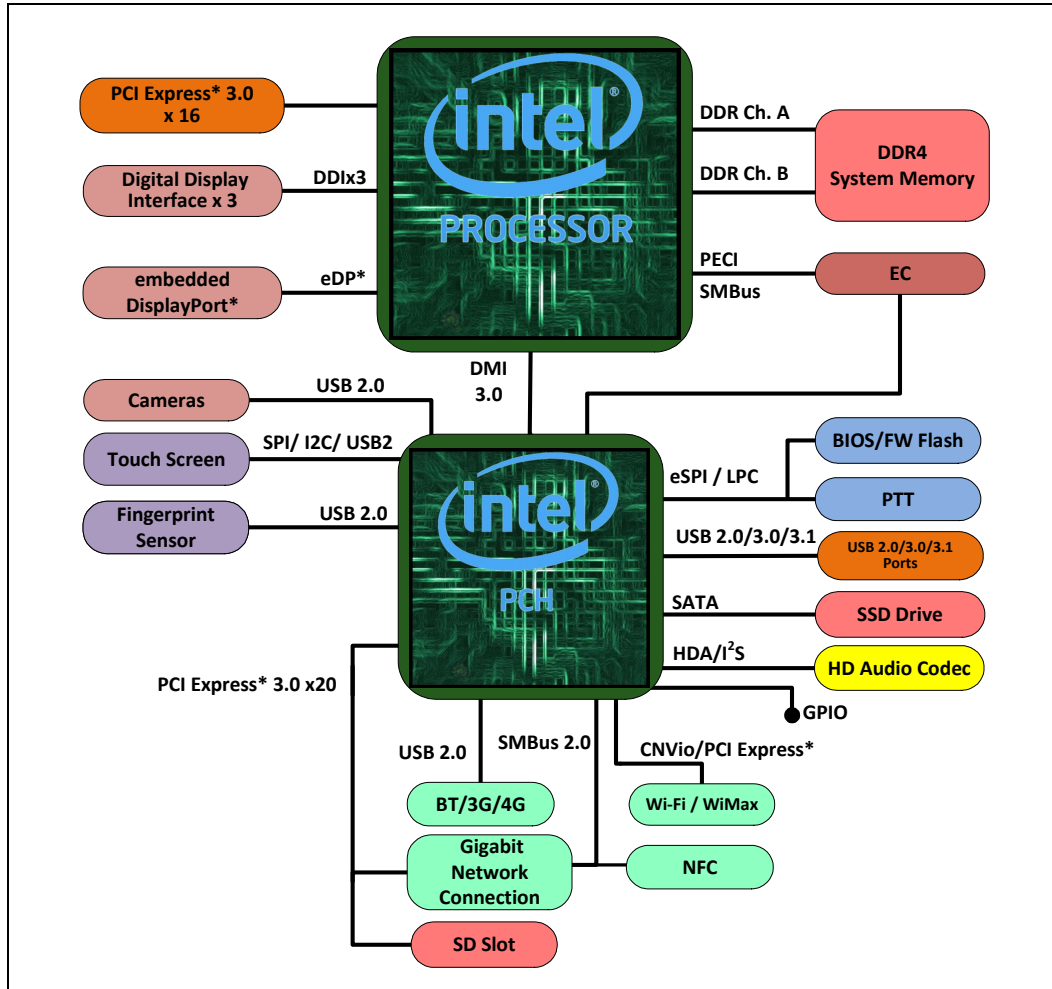 intel®
PROCESSOR
PCI Express* 3.0
x 16
Digital Display
Interface x 3
DDIx3
embedded
DisplayPort*
eDP*
DDR Ch. A
DDR Ch. B
DDR4
System Memory
PECI
SMBus
EC
DMI
3.0
Cameras
USB 2.0
Touch Screen
SPI/ I2C/ USB2
Fingerprint
Sensor
USB 2.0
intel®
PCH
eSPI / LPC
BIOS/FW Flash
PTT
USB 2.0/3.0/3.1
USB 2.0/3.0/3.1
Ports
SATA
SSD Drive
HDA/I²S
HD Audio Codec
GPIO
PCI Express* 3.0 x20
USB 2.0
SMBus 2.0
CNVio/PCI Express*
BT/3G/4G
Wi-Fi / WiMax
Gigabit
Network
Connection
NFC
SD Slot